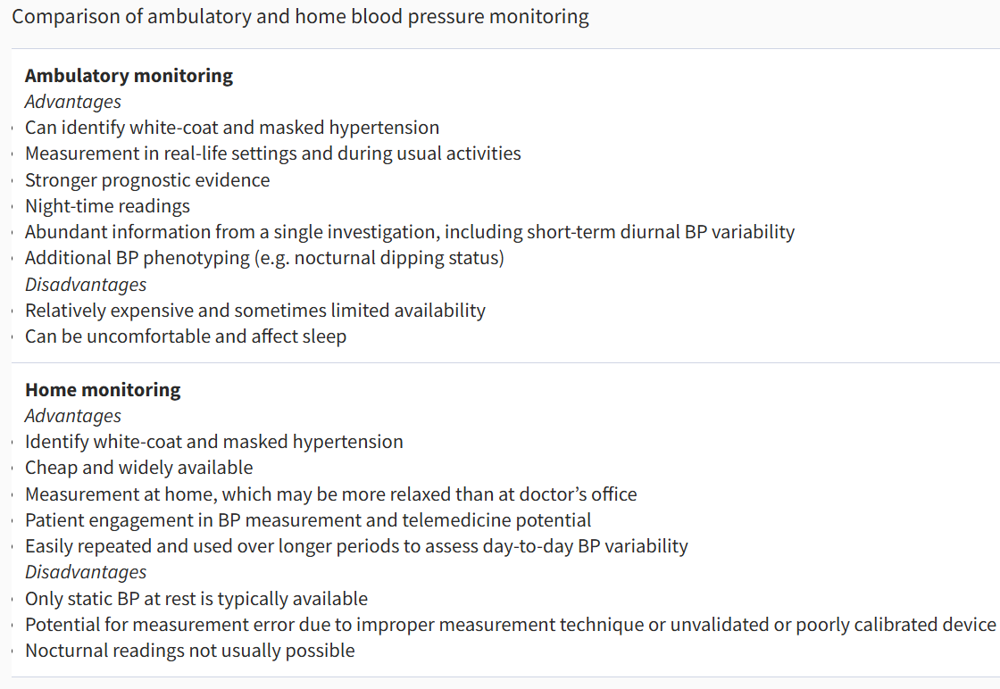 Comparison of ambulatory and home blood pressure monitoring
Ambulatory monitoring
Advantages
· Can identify white-coat and masked hypertension
· Measurement in real-life settings and during usual activities
· Stronger prognostic evidence
· Night-time readings
· Abundant information from a single investigation, including short-term diurnal BP variability
· Additional BP phenotyping (e.g. nocturnal dipping status)
Disadvantages
· Relatively expensive and sometimes limited availability
· Can be uncomfortable and affect sleep
Home monitoring
Advantages
· Identify white-coat and masked hypertension
· Cheap and widely available
· Measurement at home, which may be more relaxed than at doctor’s office
· Patient engagement in BP measurement and telemedicine potential
· Easily repeated and used over longer periods to assess day-to-day BP variability
Disadvantages
· Only static BP at rest is typically available
· Potential for measurement error due to improper measurement technique or unvalidated or poorly calibrated device
· Nocturnal readings not usually possible